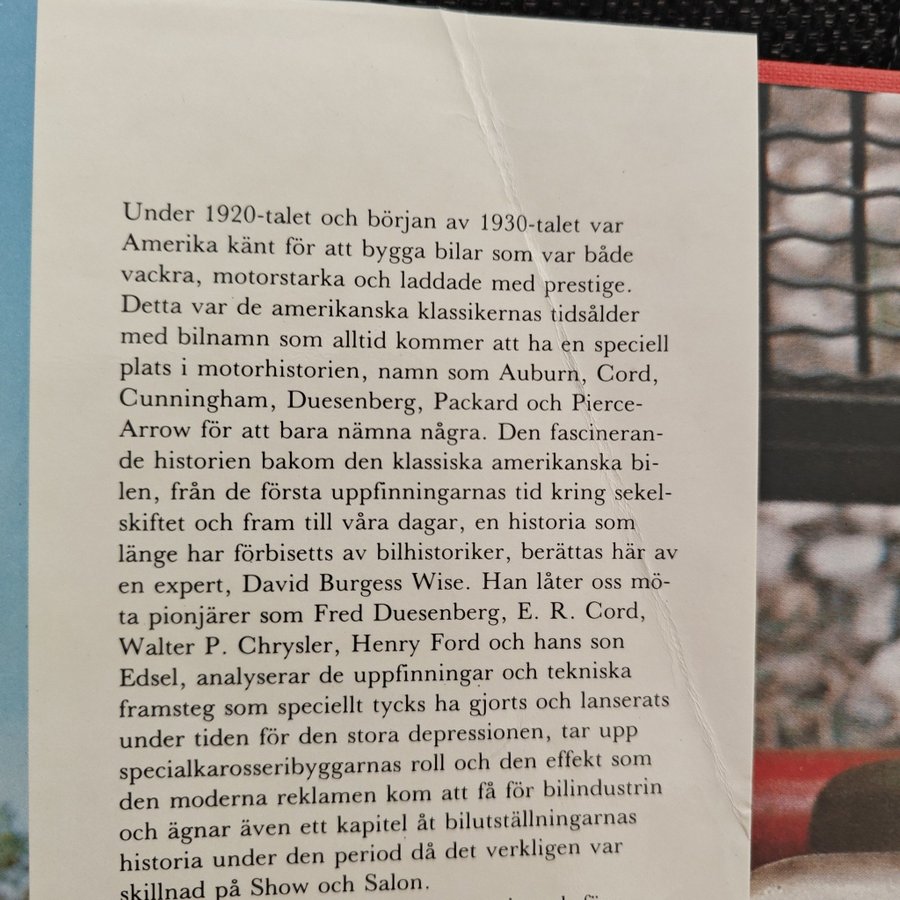 Under 1920-talet och början av 1930-talet var
Amerika känt för att bygga bilar som var både
vackra, motorstarka och laddade med prestige.
Detta var de amerikanska klassikernas tidsålder
med bilnamn som alltid kommer att ha en speciell
plats i motorhistorien, namn som Auburn, Cord,
Cunningham, Duesenberg, Packard och Pierce-
Arrow för att bara nämna några. Den fascineran-
de historien bakom den klassiska amerikanska bi-
len, från de första uppfinningarnas tid kring sekel-
skiftet och fram till våra dagar, en historia som
länge har förbisetts av bilhistoriker, berättas här av
en expert, David Burgess Wise. Han låter oss mö-
ta pionjärer som Fred Duesenberg, E. R. Cord,
Walter P. Chrysler, Henry Ford och hans son
Edsel, analyserar de uppfinningar och tekniska
framsteg som speciellt tycks ha gjorts och lanserats
under tiden för den stora depressionen, tar upp
specialkarosseribyggarnas roll och den effekt som
den moderna reklamen kom att få för bilindustrin
och ägnar även ett kapitel åt bilutställningarnas
historia under den period då det verkligen var
skillnad på Show och Salon.